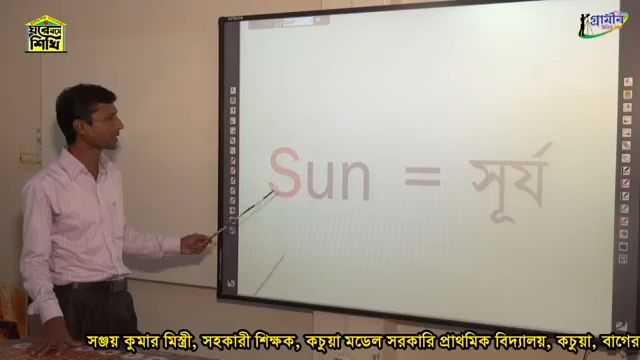 ঘরে বসে
শিখি
গ্রামীন
Sun = সূর্য
সঞ্জয় কুমার মিস্ত্রী, সহকারী শিক্ষক, কচুয়া মডেল সরকারি প্রাথমিক বিদ্যালয়, কচুয়া, বাগের